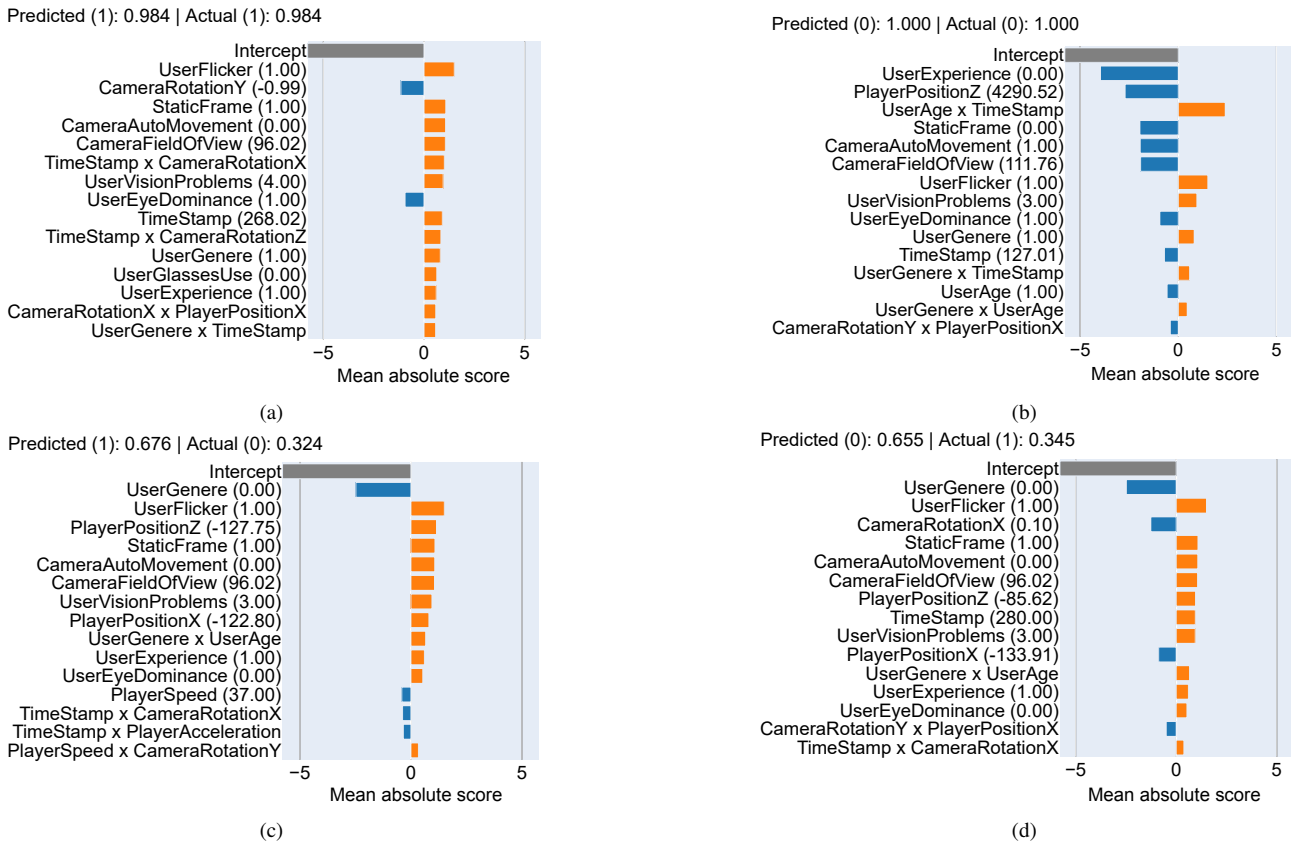 Predicted (1): 0.984 | Actual (1): 0.984
Intercept
UserFlicker (1.00)
CameraRotationY (-0.99)
StaticFrame (1.00)
CameraAutoMovement (0.00)
CameraFieldOfView (96.02)
TimeStamp x CameraRotationX
UserVisionProblems (4.00)
UserEyeDominance (1.00)
TimeStamp (268.02)
TimeStamp x CameraRotationZ
UserGenere (1.00)
UserGlassesUse (0.00)
UserExperience (1.00)
CameraRotationX x PlayerPositionX
UserGenere x TimeStamp
−5 0 5
Mean absolute score
(a)
Predicted (0): 1.000 | Actual (0): 1.000
Intercept
UserExperience (0.00)
PlayerPositionZ (4290.52)
UserAge x TimeStamp
StaticFrame (0.00)
CameraAutoMovement (1.00)
CameraFieldOfView (111.76)
UserFlicker (1.00)
UserVisionProblems (3.00)
UserEyeDominance (1.00)
UserGenere (1.00)
TimeStamp (127.01)
UserGenere x TimeStamp
UserAge (1.00)
UserGenere x UserAge
CameraRotationY x PlayerPositionX
−5 0 5
Mean absolute score
(b)
Predicted (1): 0.676 | Actual (0): 0.324
Intercept
UserGenere (0.00)
UserFlicker (1.00)
PlayerPositionZ (-127.75)
StaticFrame (1.00)
CameraAutoMovement (0.00)
CameraFieldOfView (96.02)
UserVisionProblems (3.00)
PlayerPositionX (-122.80)
UserGenere x UserAge
UserExperience (1.00)
UserEyeDominance (0.00)
PlayerSpeed (37.00)
TimeStamp x CameraRotationX
TimeStamp x PlayerAcceleration
PlayerSpeed x CameraRotationY
−5 0 5
Mean absolute score
(c)
Predicted (0): 0.655 | Actual (1): 0.345
Intercept
UserGenere (0.00)
UserFlicker (1.00)
CameraRotationX (0.10)
StaticFrame (1.00)
CameraAutoMovement (0.00)
CameraFieldOfView (96.02)
PlayerPositionZ (-85.62)
TimeStamp (280.00)
UserVisionProblems (3.00)
PlayerPositionX (-133.91)
UserGenere x UserAge
UserExperience (1.00)
UserEyeDominance (0.00)
CameraRotationY x PlayerPositionX
TimeStamp x CameraRotationX
−5 0 5
Mean absolute score
(d)